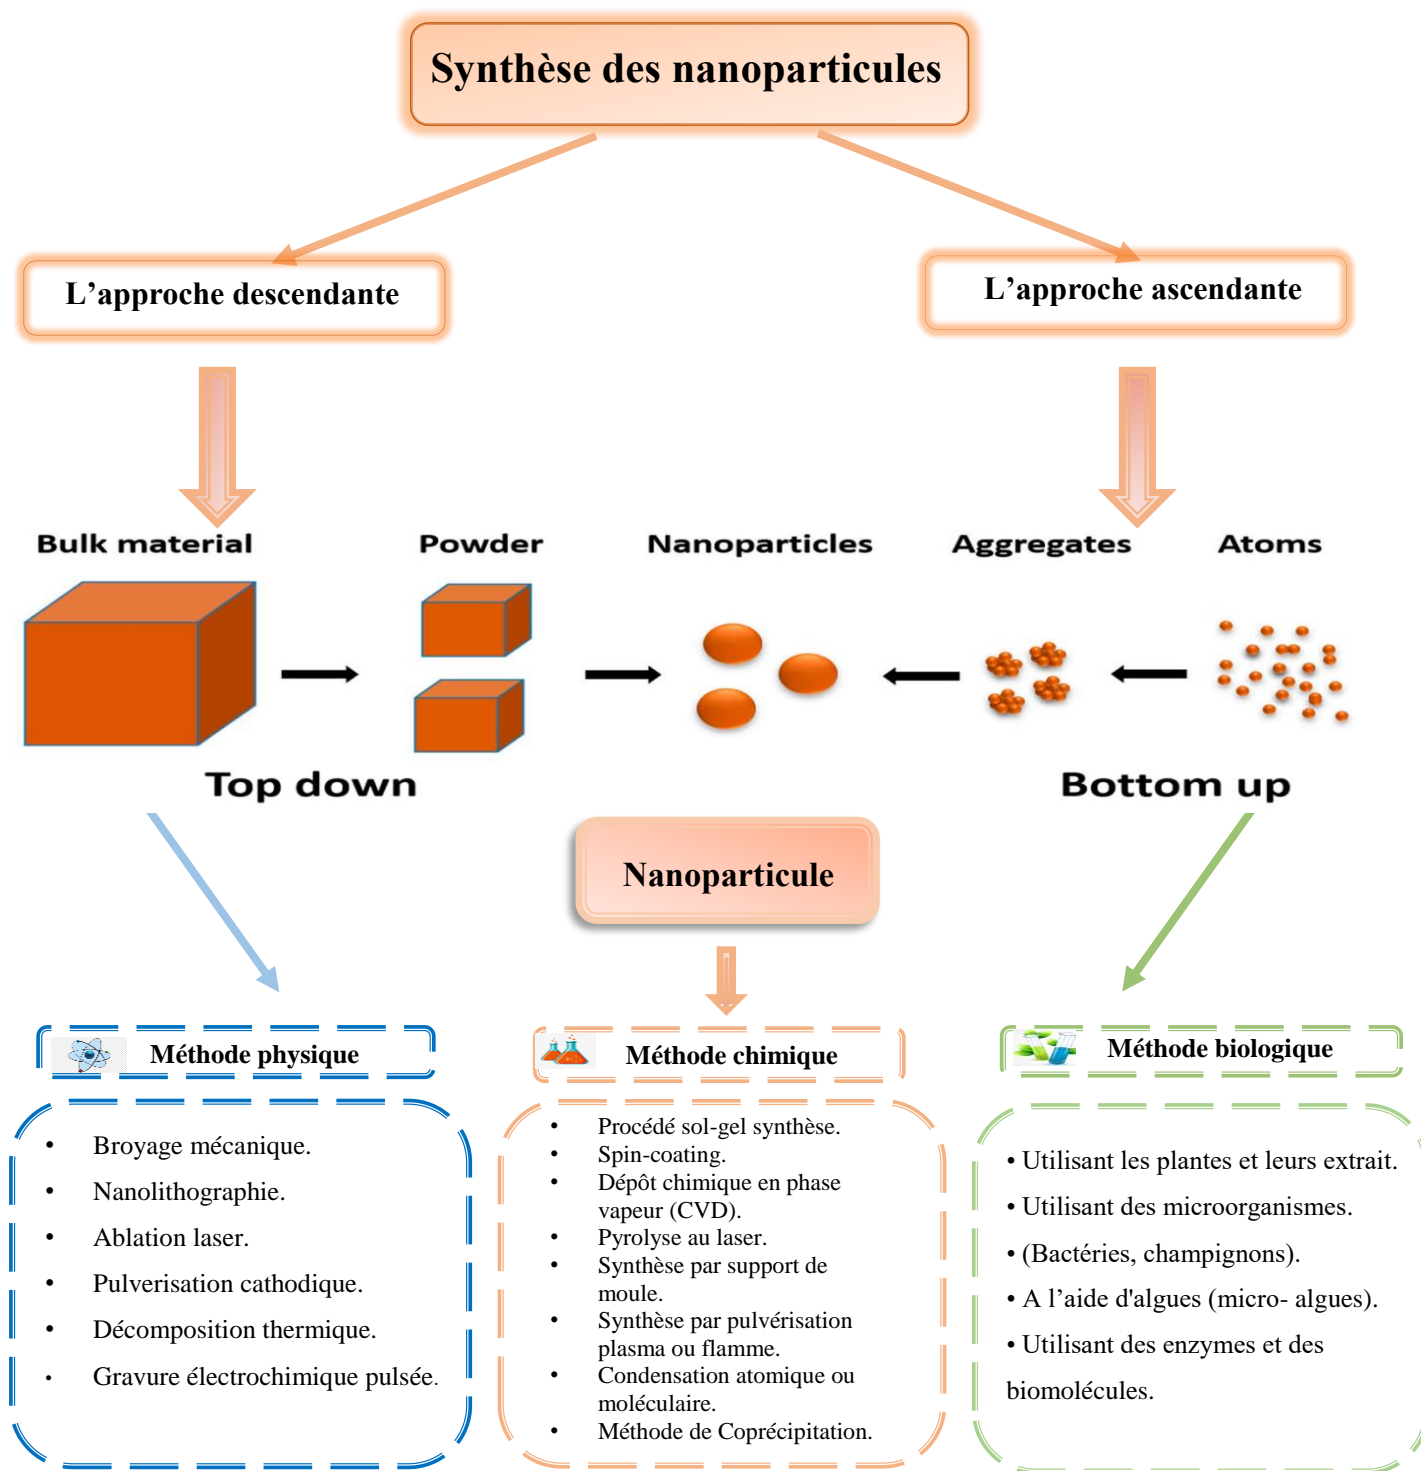 Synthèse des nanoparticules
L’approche descendante
L’approche ascendante
Bulk material
Powder
Nanoparticles
Aggregates
Atoms
Top down
Bottom up
Nanoparticule
Méthode physique
• Broyage mécanique.
• Nanolithographie.
• Ablation laser.
• Pulverisation cathodique.
• Décomposition thermique.
• Gravure électrochimique pulsée.
Méthode chimique
• Procédé sol-gel synthèse.
• Spin-coating.
• Dépôt chimique en phase
vapeur (CVD).
• Pyrolyse au laser.
• Synthèse par support de
moule.
• Synthèse par pulvérisation
plasma ou flamme.
• Condensation atomique ou
moléculaire.
• Méthode de Coprécipitation.
Méthode biologique
• Utilisant les plantes et leurs extrait.
• Utilisant des microorganismes.
• (Bactéries, champignons).
• A l’aide d'algues (micro- algues).
• Utilisant des enzymes et des
biomolécules.